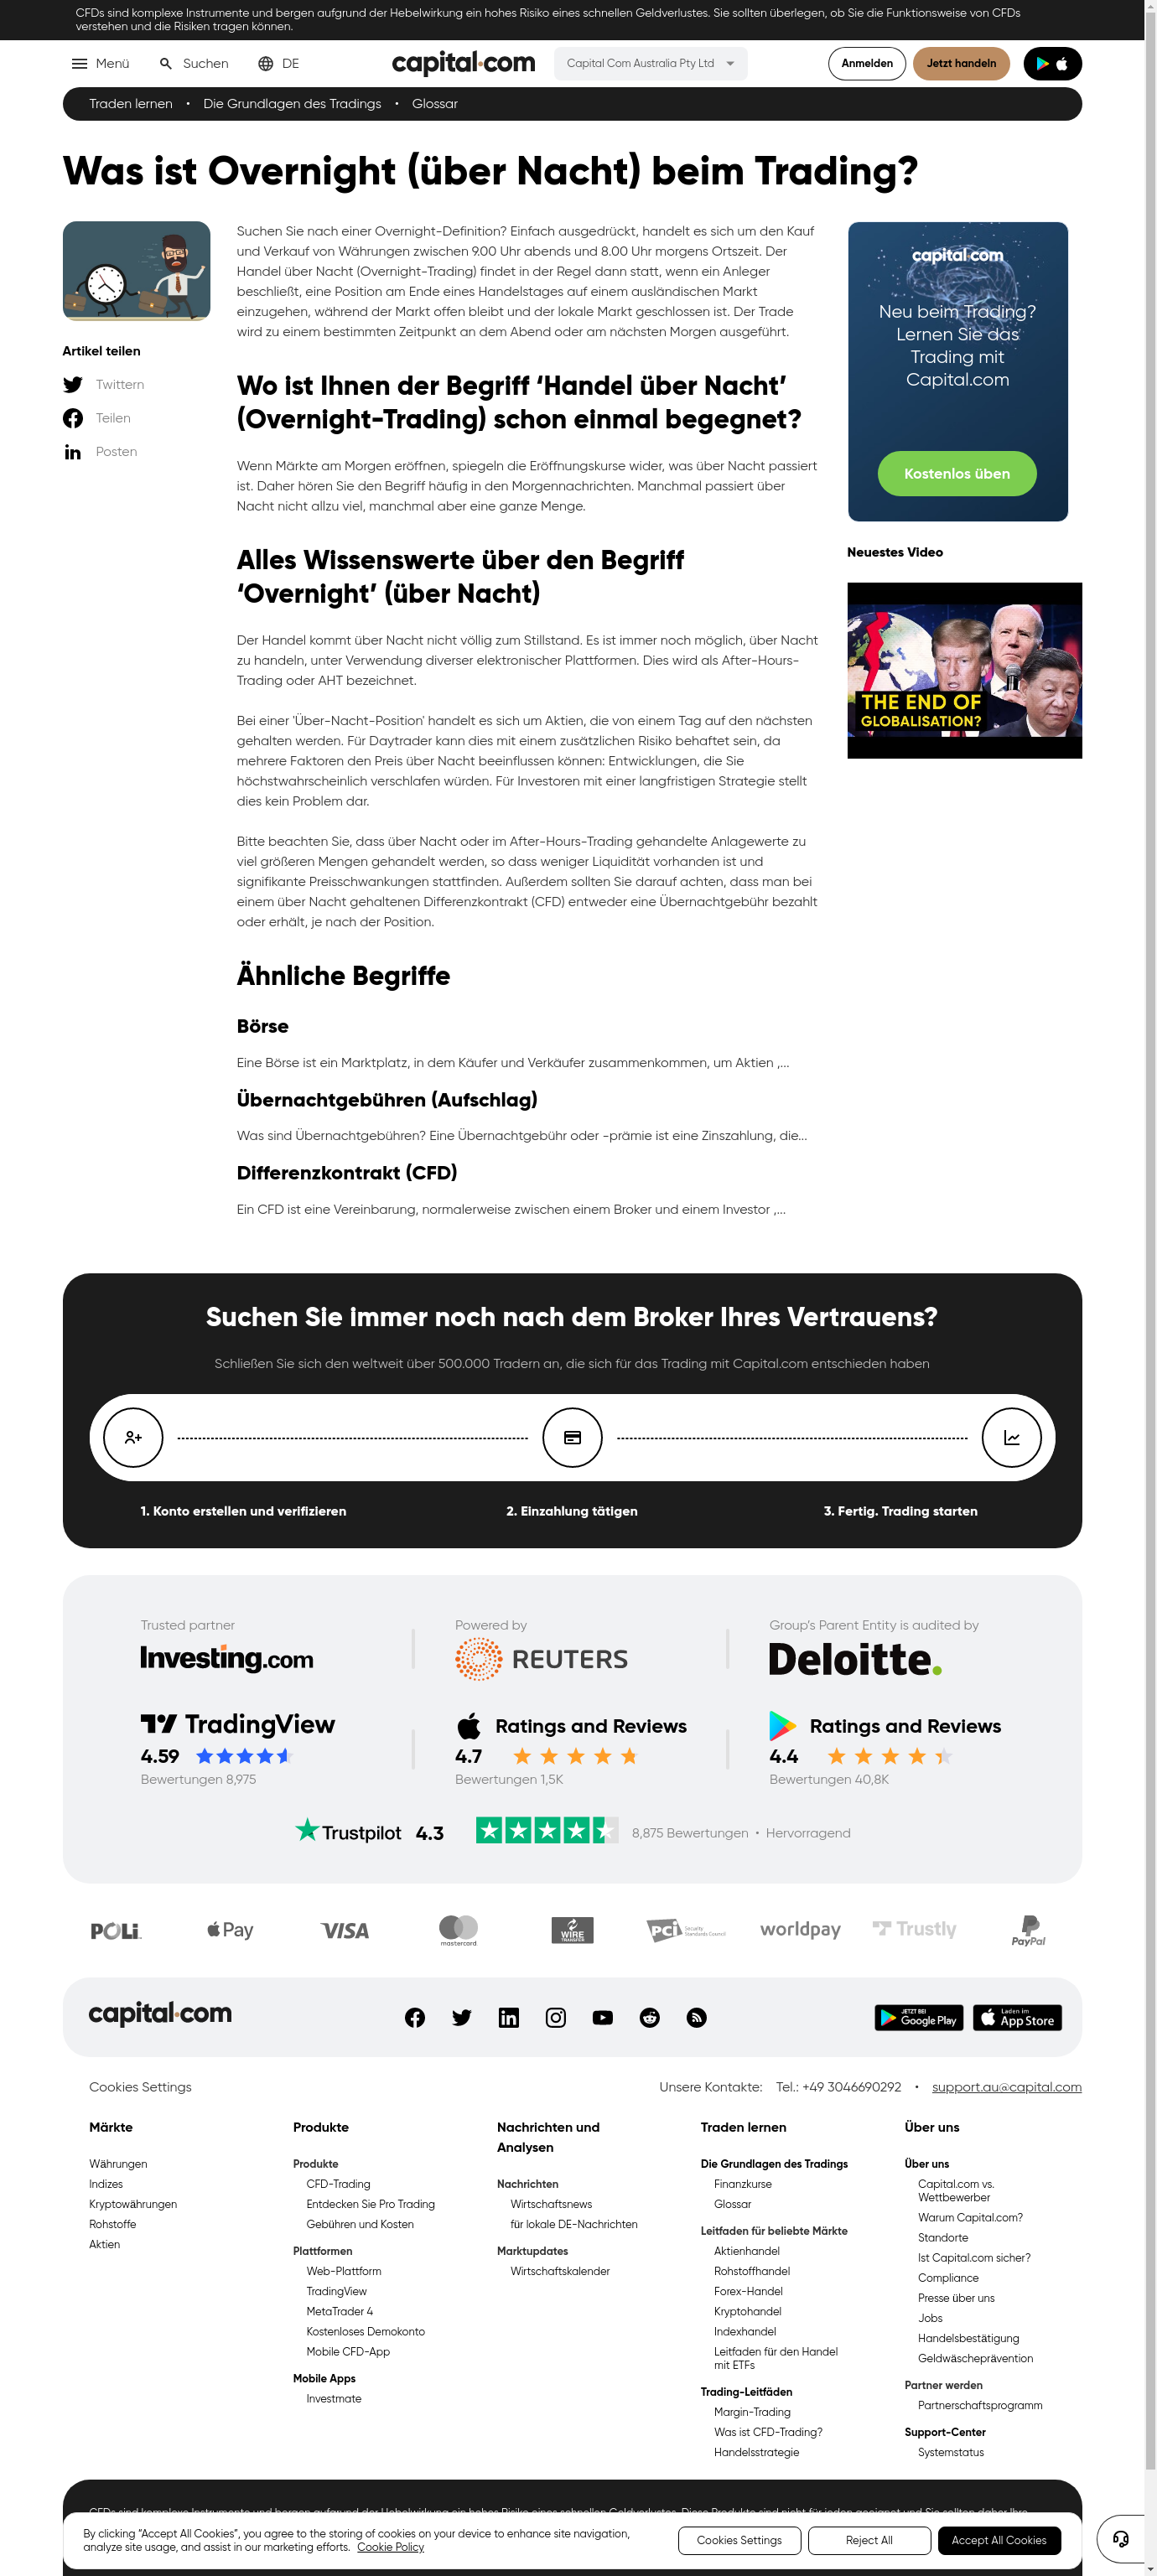 CFDs sind komplexe Instrumente und bergen aufgrund der Hebelwirkung ein hohes Risiko eines schnellen Geldverlustes. Sie sollten überlegen, ob Sie die Funktionsweise von CFDs
verstehen und die Risiken tragen können.
Menü
Suchen
DE
capital.com
Capital Com Australia Pty Ltd
Anmelden
Jetzt handeln
Traden lernen • Die Grundlagen des Tradings • Glossar
Was ist Overnight (über Nacht) beim Trading?
Artikel teilen
Twittern
Teilen
Posten
Suchen Sie nach einer Overnight-Definition? Einfach ausgedrückt, handelt es sich um den Kauf
und Verkauf von Währungen zwischen 9.00 Uhr abends und 8.00 Uhr morgens Ortszeit. Der
Handel über Nacht (Overnight-Trading) findet in der Regel dann statt, wenn ein Anleger
beschließt, eine Position am Ende eines Handelstages auf einem ausländischen Markt
einzugehen, während der Markt offen bleibt und der lokale Markt geschlossen ist. Der Trade
wird zu einem bestimmten Zeitpunkt an dem Abend oder am nächsten Morgen ausgeführt.
Wo ist Ihnen der Begriff ‘Handel über Nacht’
(Overnight-Trading) schon einmal begegnet?
Wenn Märkte am Morgen eröffnen, spiegeln die Eröffnungskurse wider, was über Nacht passiert
ist. Daher hören Sie den Begriff häufig in den Morgennachrichten. Manchmal passiert über
Nacht nicht allzu viel, manchmal aber eine ganze Menge.
Alles Wissenswerte über den Begriff
‘Overnight’ (über Nacht)
Der Handel kommt über Nacht nicht völlig zum Stillstand. Es ist immer noch möglich, über Nacht
zu handeln, unter Verwendung diverser elektronischer Plattformen. Dies wird als After-Hours-
Trading oder AHT bezeichnet.
Bei einer 'Über-Nacht-Position' handelt es sich um Aktien, die von einem Tag auf den nächsten
gehalten werden. Für Daytrader kann dies mit einem zusätzlichen Risiko behaftet sein, da
mehrere Faktoren den Preis über Nacht beeinflussen können: Entwicklungen, die Sie
höchstwahrscheinlich verschlafen würden. Für Investoren mit einer langfristigen Strategie stellt
dies kein Problem dar.
Bitte beachten Sie, dass über Nacht oder im After-Hours-Trading gehandelte Anlagewerte zu
viel größeren Mengen gehandelt werden, so dass weniger Liquidität vorhanden ist und
signifikante Preisschwankungen stattfinden. Außerdem sollten Sie darauf achten, dass man bei
einem über Nacht gehaltenen Differenzkontrakt (CFD) entweder eine Übernachtgebühr bezahlt
oder erhält, je nach der Position.
Ähnliche Begriffe
Börse
Eine Börse ist ein Marktplatz, in dem Käufer und Verkäufer zusammenkommen, um Aktien ,...
Übernachtgebühren (Aufschlag)
Was sind Übernachtgebühren? Eine Übernachtgebühr oder -prämie ist eine Zinszahlung, die...
Differenzkontrakt (CFD)
Ein CFD ist eine Vereinbarung, normalerweise zwischen einem Broker und einem Investor ,...
capital.com
Neu beim Trading?
Lernen Sie das
Trading mit
Capital.com
Kostenlos üben
Neuestes Video
THE END OF
GLOBALISATION?
Suchen Sie immer noch nach dem Broker Ihres Vertrauens?
Schließen Sie sich den weltweit über 500.000 Tradern an, die sich für das Trading mit Capital.com entschieden haben
1. Konto erstellen und verifizieren
2. Einzahlung tätigen
3. Fertig. Trading starten
Trusted partner
Investing.com
Powered by
REUTERS
Group's Parent Entity is audited by
Deloitte.
TradingView
4.59
Bewertungen 8,975
Ratings and Reviews
4.7
Bewertungen 1,5K
Ratings and Reviews
4.4
Bewertungen 40,8K
Trustpilot 4.3
8,875 Bewertungen • Hervorragend
POLi
Pay
VISA
mastercard
WIRE
TRANSFER
PCI Security
Standards Council
worldpay
Trustly
PayPal
capital.com
JETZT BEI
Google Play
Laden im
App Store
Cookies Settings
Unsere Kontakte: Tel.: +49 3046690292 • support.au@capital.com
Märkte
Währungen
Indizes
Kryptowährungen
Rohstoffe
Aktien
Produkte
Produkte
CFD-Trading
Entdecken Sie Pro Trading
Gebühren und Kosten
Plattformen
Web-Plattform
TradingView
MetaTrader 4
Kostenloses Demokonto
Mobile CFD-App
Mobile Apps
Investmate
Nachrichten und
Analysen
Nachrichten
Wirtschaftsnews
für lokale DE-Nachrichten
Marktupdates
Wirtschaftskalender
Traden lernen
Die Grundlagen des Tradings
Finanzkurse
Glossar
Leitfaden für beliebte Märkte
Aktienhandel
Rohstoffhandel
Forex-Handel
Kryptohandel
Indexhandel
Leitfaden für den Handel
mit ETFs
Trading-Leitfäden
Margin-Trading
Was ist CFD-Trading?
Handelsstrategie
Über uns
Über uns
Capital.com vs.
Wettbewerber
Warum Capital.com?
Standorte
Ist Capital.com sicher?
Compliance
Presse über uns
Jobs
Handelsbestätigung
Geldwäscheprävention
Partner werden
Partnerschaftsprogramm
Support-Center
Systemstatus
CFDs sind komplexe Instrumente und bergen aufgrund der Hebelwirkung ein hohes Risiko eines schnellen Geldverlustes. Diese Produkte sind nicht für jeden geeignet und Sie sollten daher Ihre
By clicking “Accept All Cookies”, you agree to the storing of cookies on your device to enhance site navigation,
analyze site usage, and assist in our marketing efforts. Cookie Policy
Cookies Settings
Reject All
Accept All Cookies